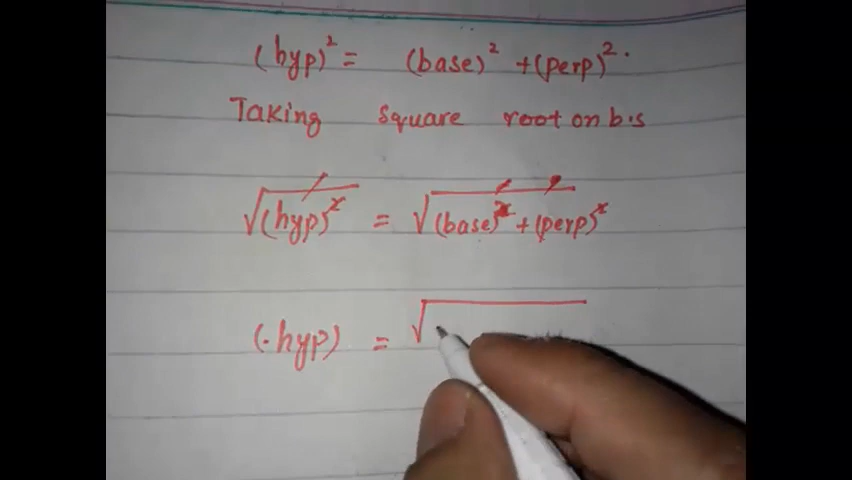 (hyp)² = (base)² + (perp)².
Taking square root on b.s
√(hyp)² = √(base)² + (perp)²
(.hyp) = √